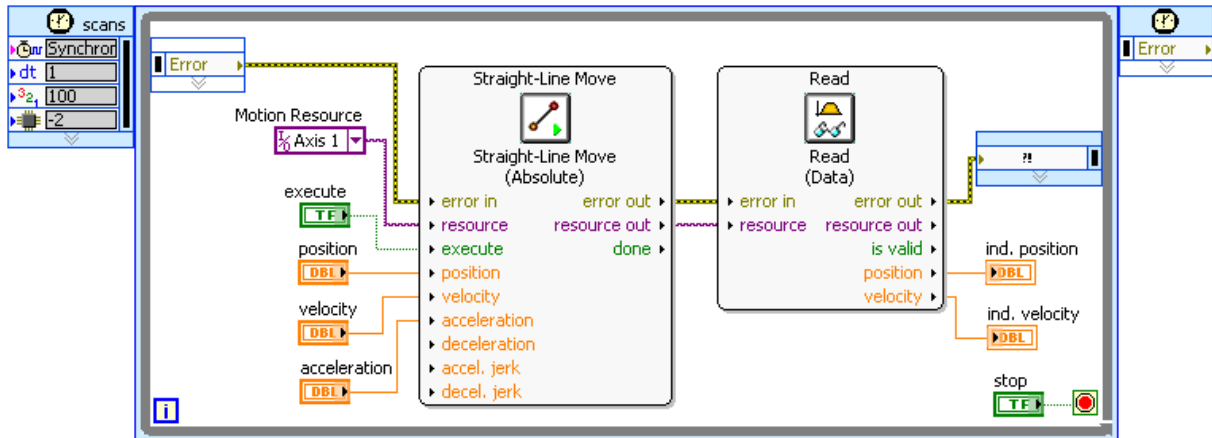 scans
Synchror
dt 1
100
-2
Error
Motion Resource
I/O Axis 1
execute
TF
position
DBL
velocity
DBL
acceleration
DBL
i
Straight-Line Move
Straight-Line Move
(Absolute)
error in error out
resource resource out
execute done
position
velocity
acceleration
deceleration
accel. jerk
decel. jerk
Read
Read
(Data)
error in error out
resource resource out
is valid
position
velocity
?!
ind. position
DBL
ind. velocity
DBL
stop
TF
Error